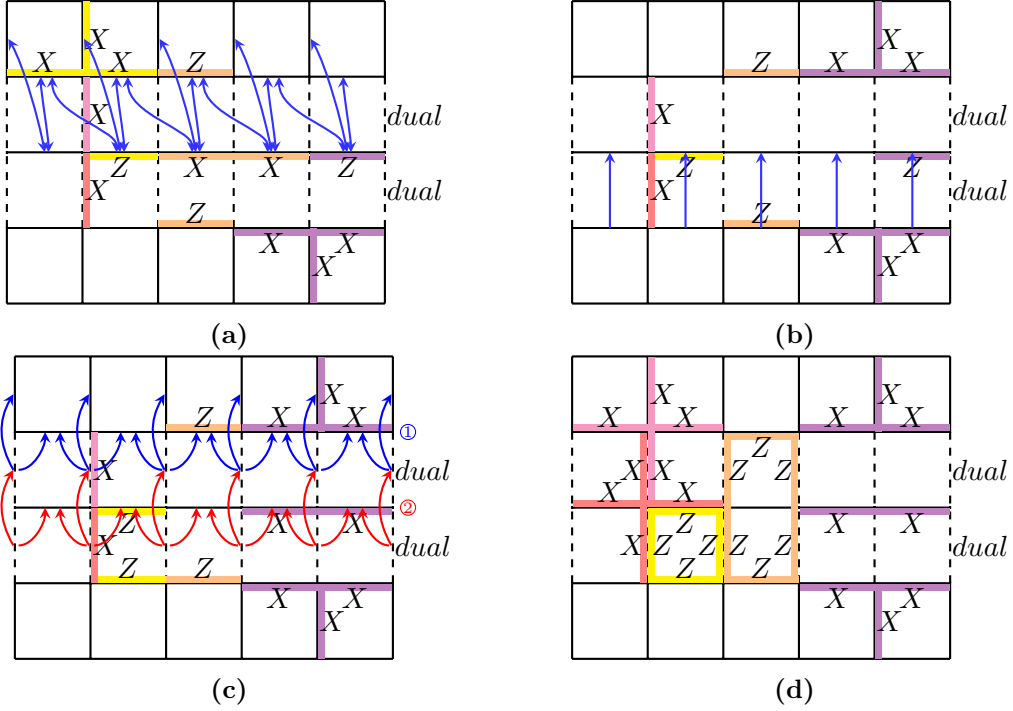 X
X X Z
X dual
Z X X Z
X dual
Z
X X
X
(a)
X
Z X X
X dual
Z Z
X dual
Z
X X
X
(b)
X
Z X X
①
X dual
②
Z X X
X dual
Z Z
X X
X
(c)
X X
X X X X
Z
X X Z Z dual
X X
Z X X
X Z Z Z Z dual
Z Z
X X
X
(d)